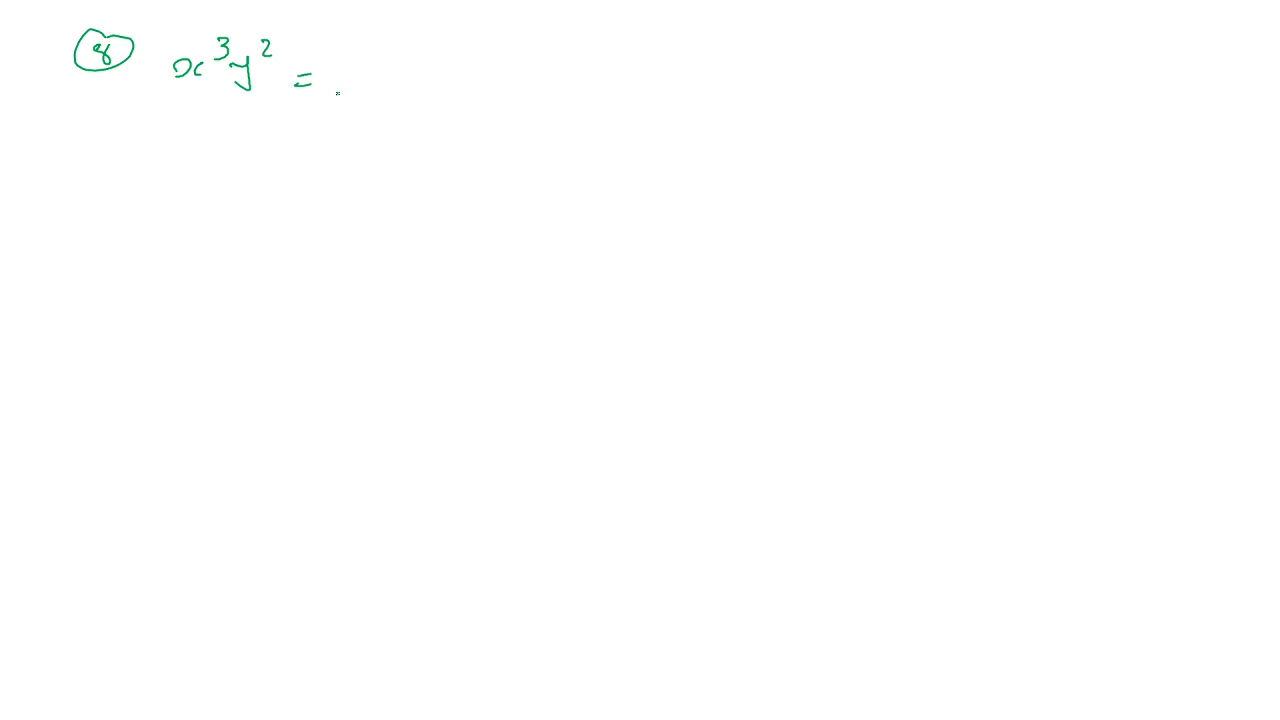 8 x³y² =